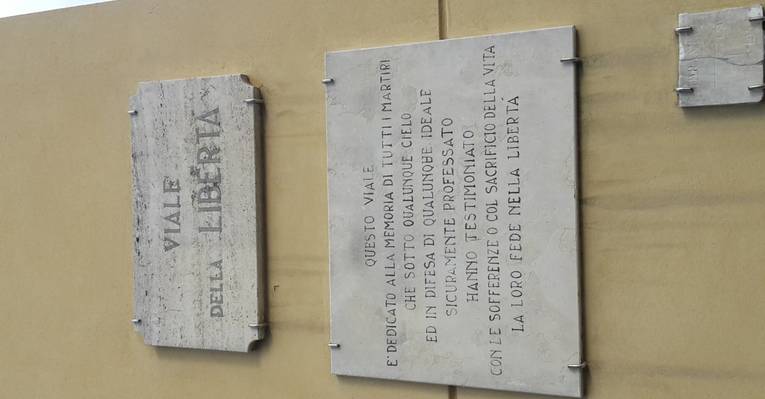 VIALE
DELLA LIBERTÀ
QUESTO VIALE
E' DEDICATO ALLA MEMORIA DI TUTTI I MARTIRI
CHE SOTTO QUALUNQUE CIELO
ED IN DIFESA DI QUALUNQUE IDEALE
SICURAMENTE PROFESSATO
HANNO TESTIMONIATO
CON LE SOFFERENZE O COL SACRIFICIO DELLA VITA
LA LORO FEDE NELLA LIBERTÀ